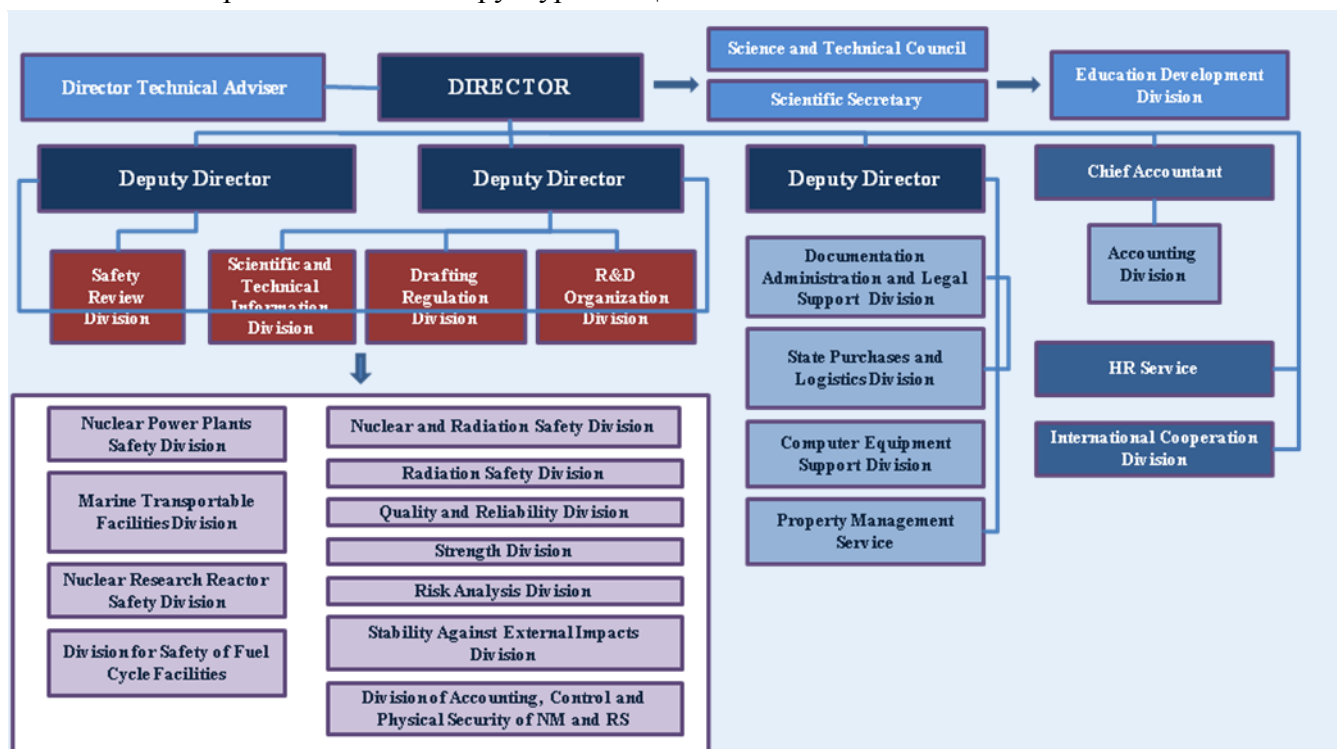 Director Technical Adviser
DIRECTOR
Science and Technical Council
Scientific Secretary
Education Development
Division
Deputy Director
Deputy Director
Deputy Director
Chief Accountant
Safety
Review
Division
Scientific and
Technical
Information
Division
Drafting
Regulation
Division
R&D
Organization
Division
Documentation
Administration and Legal
Support Division
Accounting
Division
State Purchases and
Logistics Division
HR Service
Computer Equipment
Support Division
International Cooperation
Division
Property Management
Service
Nuclear Power Plants
Safety Division
Marine Transportable
Facilities Division
Nuclear Research Reactor
Safety Division
Division for Safety of Fuel
Cycle Facilities
Nuclear and Radiation Safety Division
Radiation Safety Division
Quality and Reliability Division
Strength Division
Risk Analysis Division
Stability Against External Impacts
Division
Division of Accounting, Control and
Physical Security of NM and RS